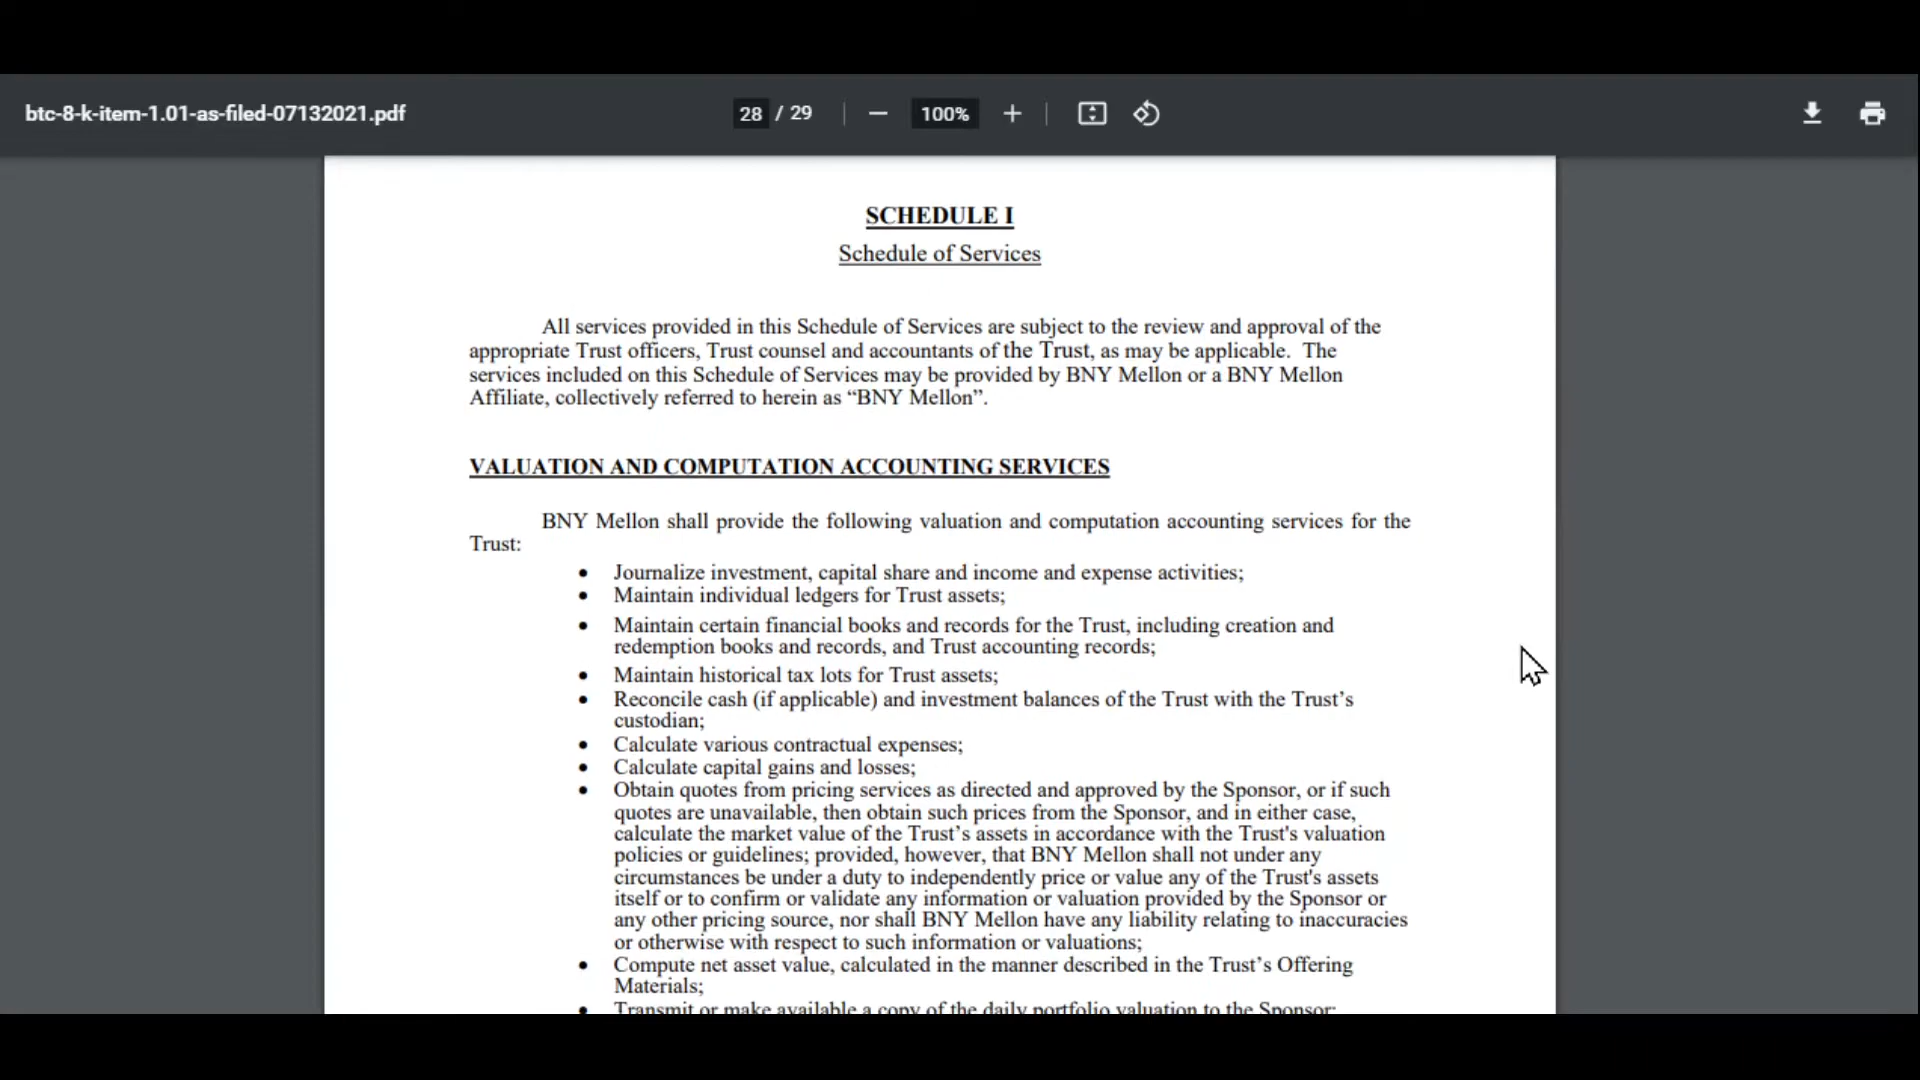 btc-8-k-item-1.01-as-filed-07132021.pdf
28 / 29
100%
SCHEDULE I
Schedule of Services
All services provided in this Schedule of Services are subject to the review and approval of the
appropriate Trust officers, Trust counsel and accountants of the Trust, as may be applicable.  The
services included on this Schedule of Services may be provided by BNY Mellon or a BNY Mellon
Affiliate, collectively referred to herein as “BNY Mellon”.
VALUATION AND COMPUTATION ACCOUNTING SERVICES
BNY Mellon shall provide the following valuation and computation accounting services for the
Trust:
• Journalize investment, capital share and income and expense activities;
• Maintain individual ledgers for Trust assets;
• Maintain certain financial books and records for the Trust, including creation and
redemption books and records, and Trust accounting records;
• Maintain historical tax lots for Trust assets;
• Reconcile cash (if applicable) and investment balances of the Trust with the Trust’s
custodian;
• Calculate various contractual expenses;
• Calculate capital gains and losses;
• Obtain quotes from pricing services as directed and approved by the Sponsor, or if such
quotes are unavailable, then obtain such prices from the Sponsor, and in either case,
calculate the market value of the Trust’s assets in accordance with the Trust's valuation
policies or guidelines; provided, however, that BNY Mellon shall not under any
circumstances be under a duty to independently price or value any of the Trust's assets
itself or to confirm or validate any information or valuation provided by the Sponsor or
any other pricing source, nor shall BNY Mellon have any liability relating to inaccuracies
or otherwise with respect to such information or valuations;
• Compute net asset value, calculated in the manner described in the Trust’s Offering
Materials;
• Transmit or make available a copy of the daily portfolio valuation to the Sponsor;